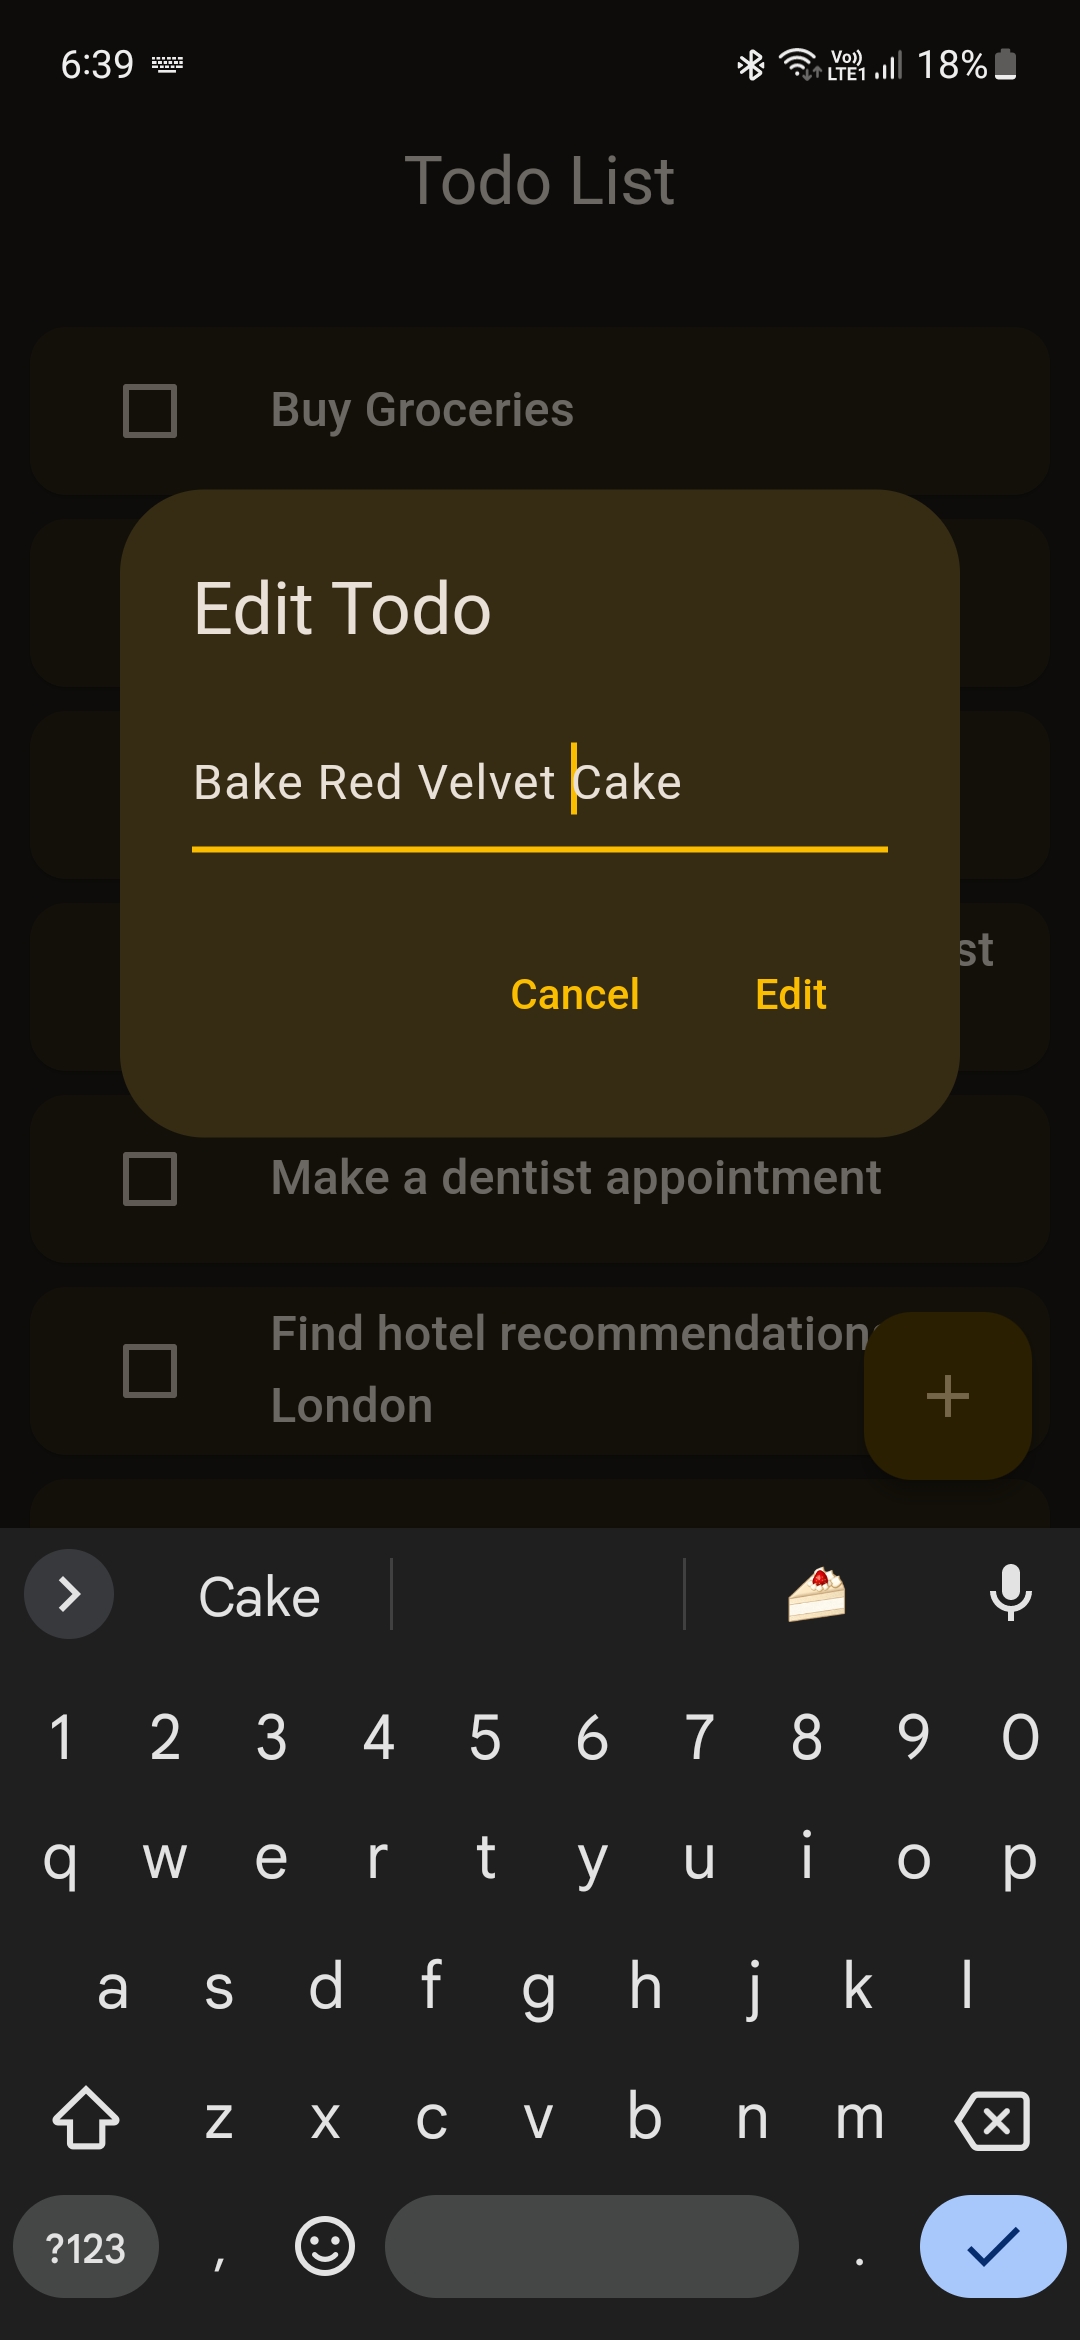 6:39 Vo)) LTE1 18%
Todo List
Buy Groceries
Edit Todo
Bake Red Velvet Cake
st
Cancel Edit
Make a dentist appointment
Find hotel recommendation
London
Cake
1 2 3 4 5 6 7 8 9 0
q w e r t y u i o p
a s d f g h j k l
z x c v b n m
?123 , .